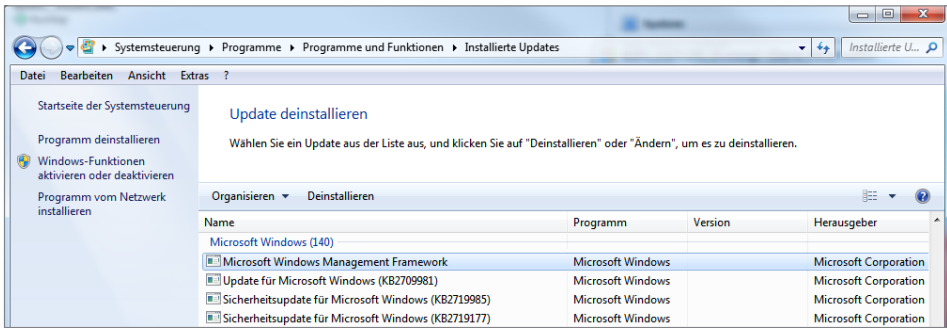 Systemsteuerung ▸ Programme ▸ Programme und Funktionen ▸ Installierte Updates
Installierte U...
Datei Bearbeiten Ansicht Extras ?
Startseite der Systemsteuerung
Programm deinstallieren
Windows-Funktionen
aktivieren oder deaktivieren
Programm vom Netzwerk
installieren
Update deinstallieren
Wählen Sie ein Update aus der Liste aus, und klicken Sie auf "Deinstallieren" oder "Ändern", um es zu deinstallieren.
Organisieren Deinstallieren
Name Programm Version Herausgeber
Microsoft Windows (140)
Microsoft Windows Management Framework Microsoft Windows Microsoft Corporation
Update für Microsoft Windows (KB2709981) Microsoft Windows Microsoft Corporation
Sicherheitsupdate für Microsoft Windows (KB2719985) Microsoft Windows Microsoft Corporation
Sicherheitsupdate für Microsoft Windows (KB2719177) Microsoft Windows Microsoft Corporation